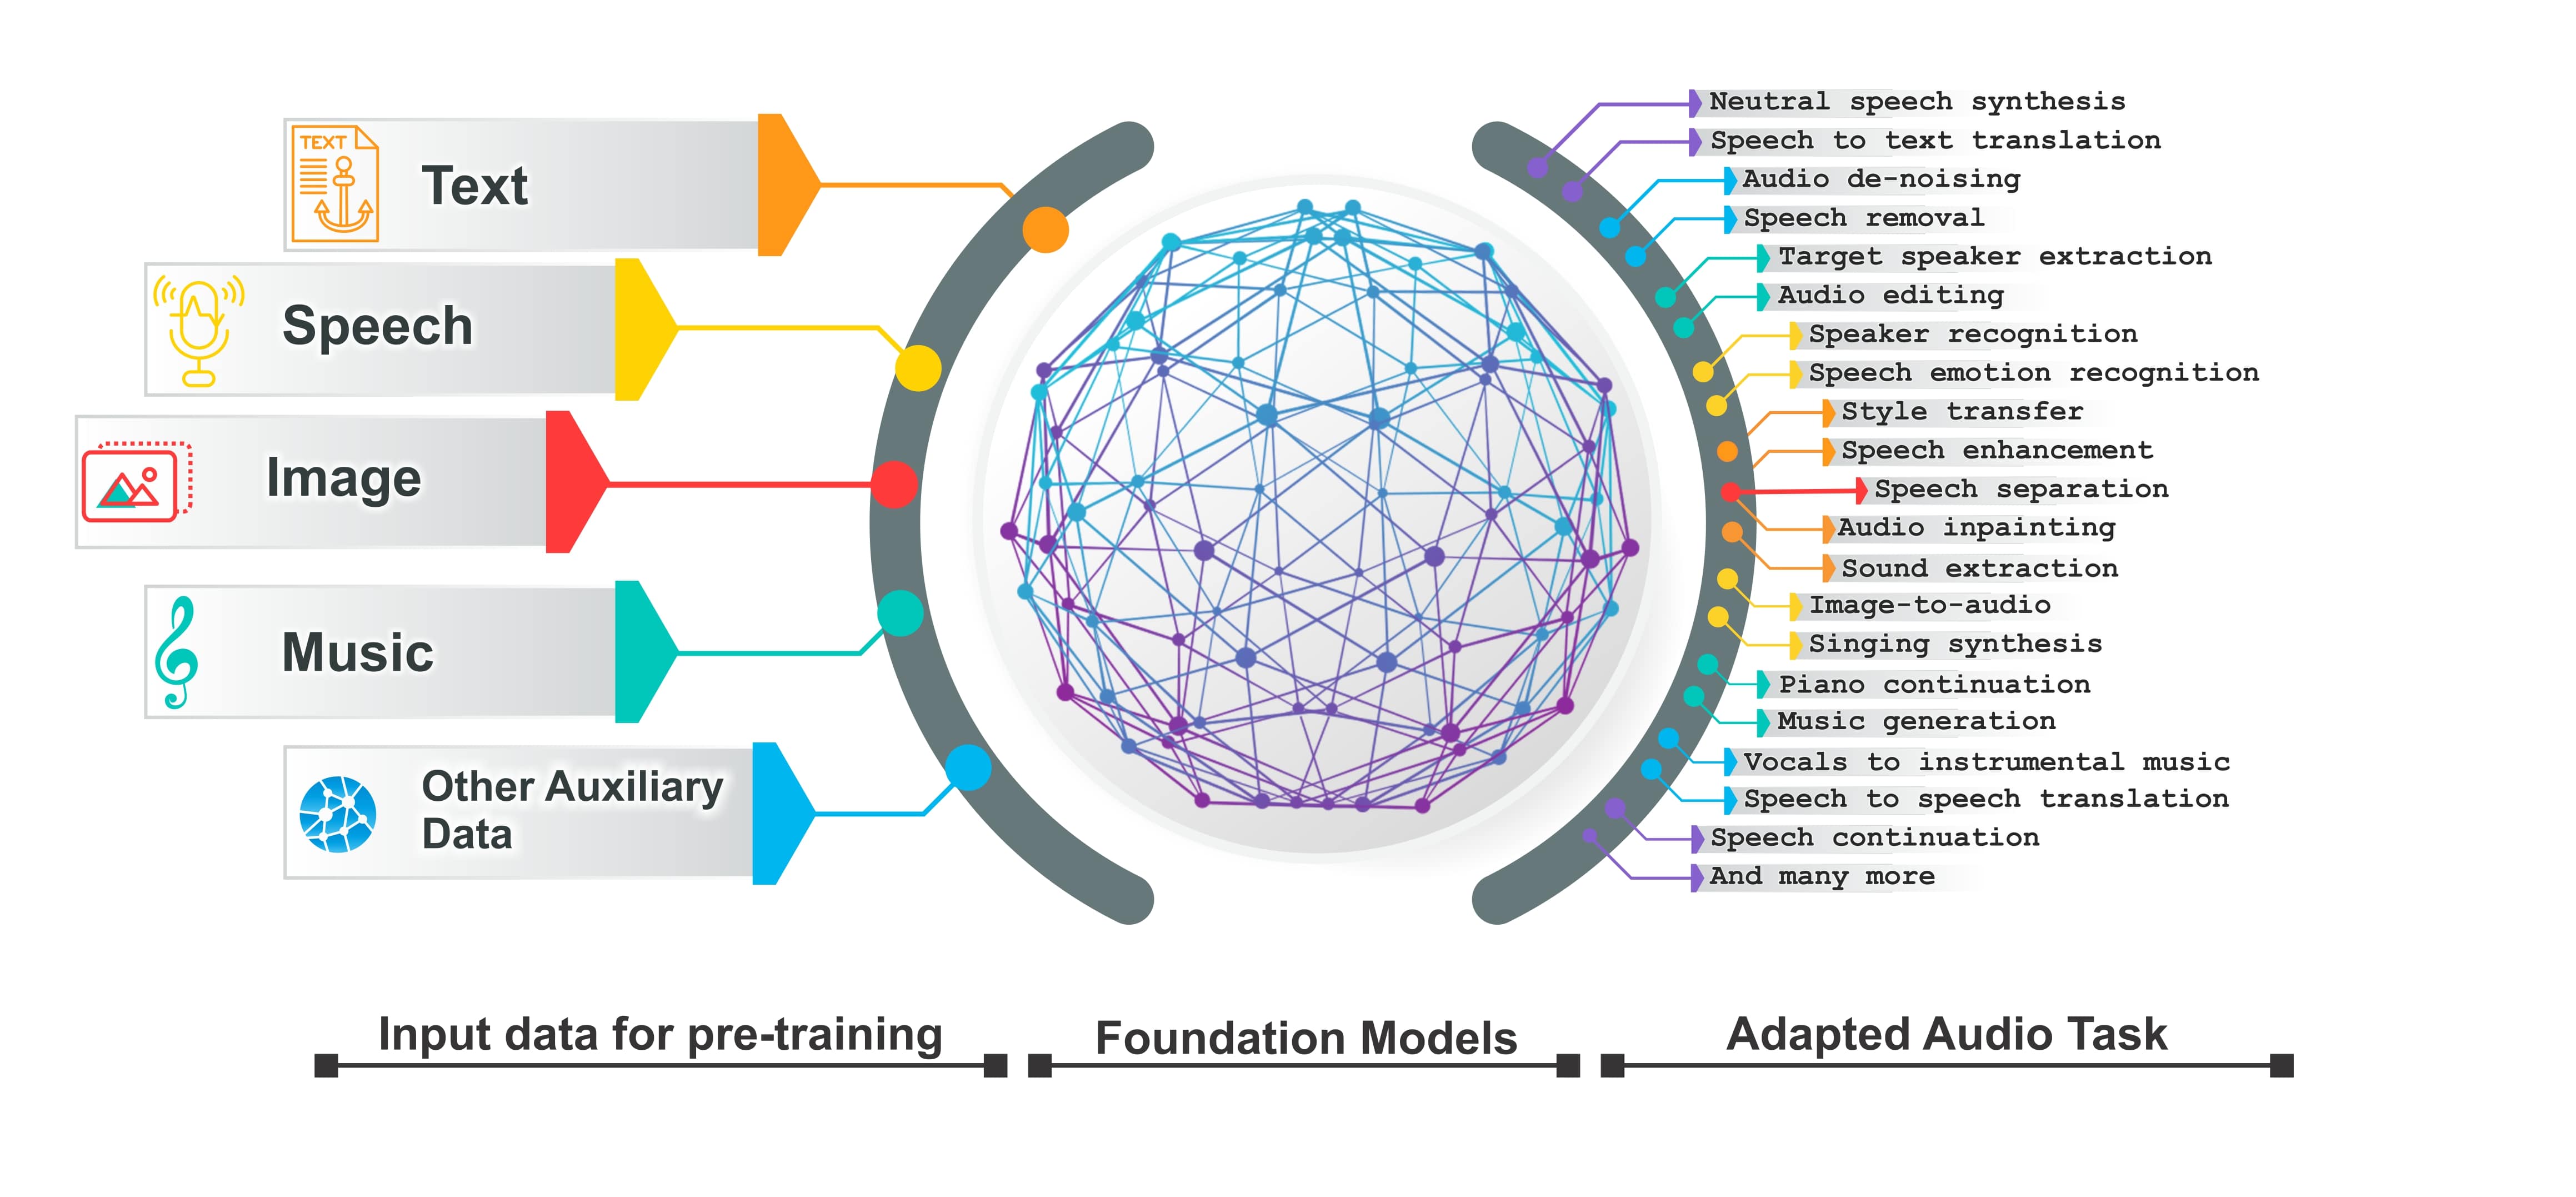 TEXT
Text
Speech
Image
Music
Other Auxiliary
Data
Neutral speech synthesis
Speech to text translation
Audio de-noising
Speech removal
Target speaker extraction
Audio editing
Speaker recognition
Speech emotion recognition
Style transfer
Speech enhancement
Speech separation
Audio inpainting
Sound extraction
Image-to-audio
Singing synthesis
Piano continuation
Music generation
Vocals to instrumental music
Speech to speech translation
Speech continuation
And many more
Input data for pre-training
Foundation Models
Adapted Audio Task